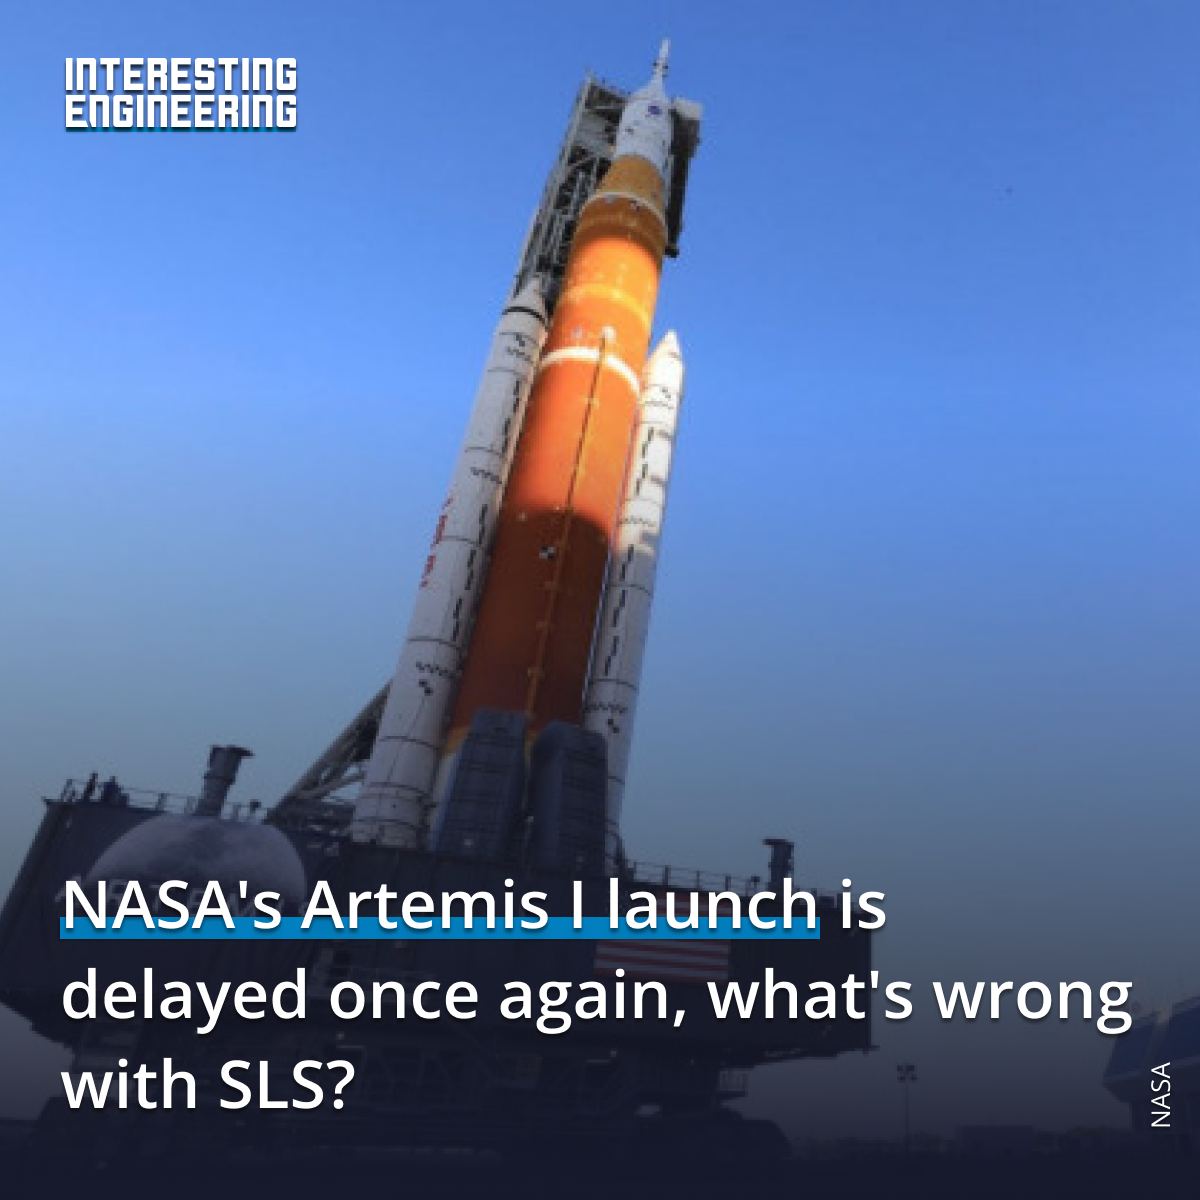 INTERESTING
ENGINEERING
NASA's Artemis I launch is
delayed once again, what's wrong
with SLS?
NASA